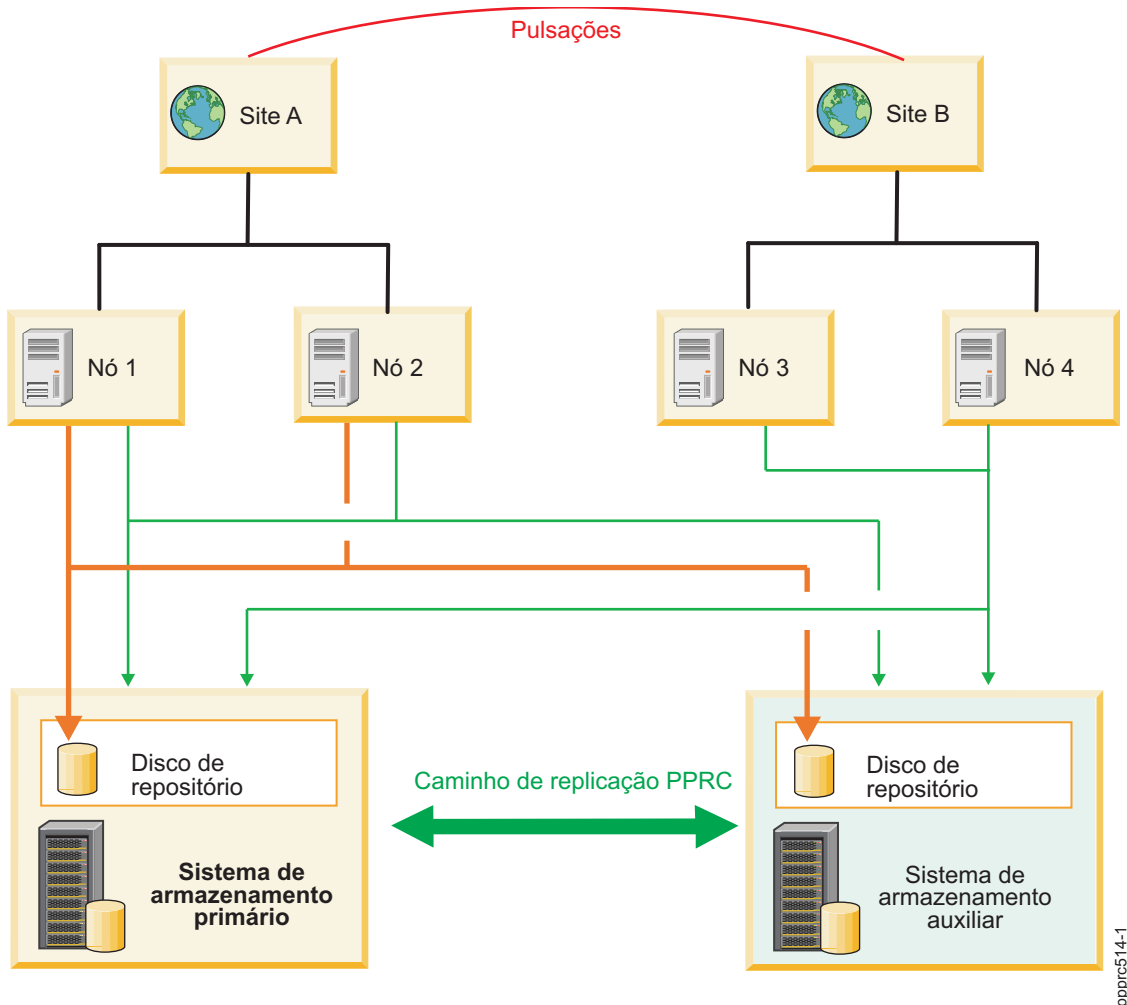 Pulsações
Site A
Site B
Nó 1
Nó 2
Nó 3
Nó 4
Disco de
repositório
Caminho de replicação PPRC
Disco de
repositório
Sistema de
armazenamento
primário
Sistema de
armazenamento
auxiliar
ppprc514-1